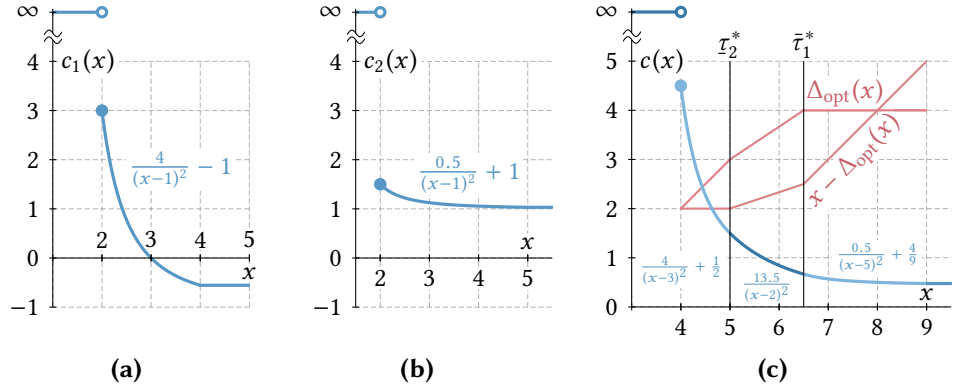 ∞
c₁(x)
4
3
2
1
0
−1
2 3 4 5
x
4/(x−1)² − 1
(a)
∞
c₂(x)
4
3
2
1
0
−1
2 3 4 5
x
0.5/(x−1)² + 1
(b)
∞
τ̲₂* τ̄₁*
c(x)
5
4
3
2
1
0
Δopt(x)
x − Δopt(x)
4/(x−3)² + 1/2
13.5/(x−2)²
0.5/(x−5)² + 4/9
x
4 5 6 7 8 9
(c)